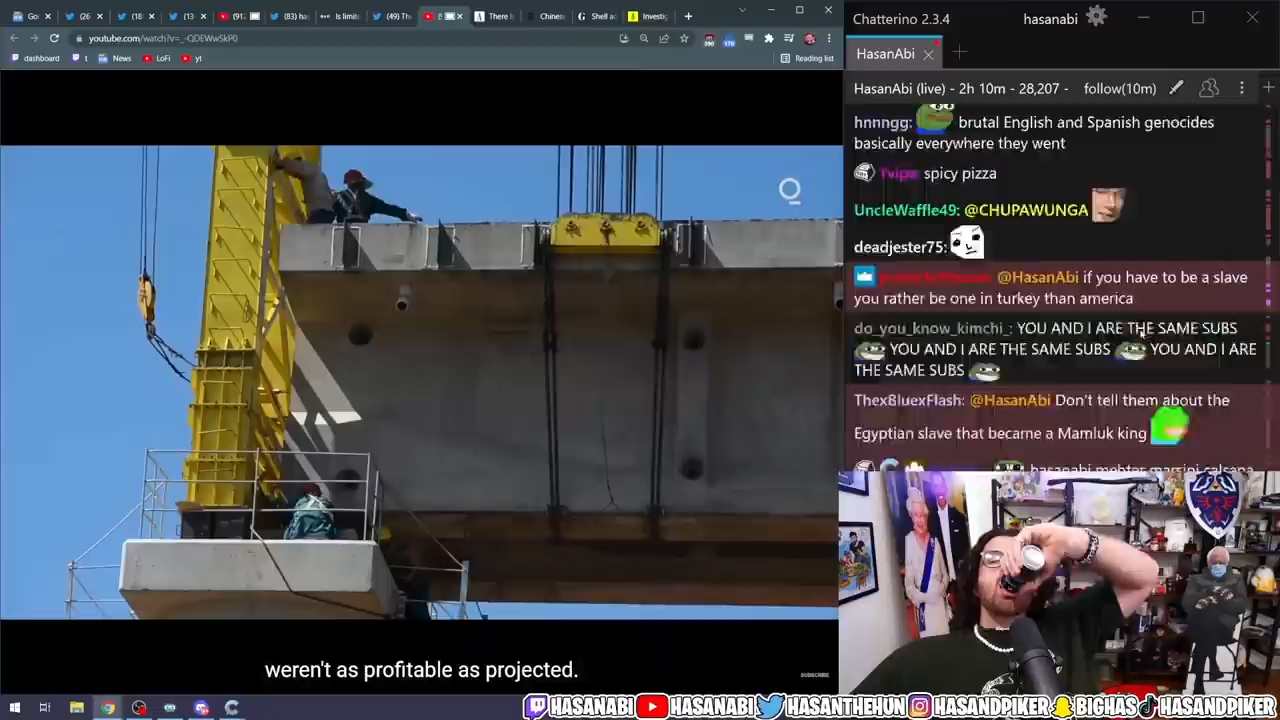 youtube.com/watch?v=_-QDEWwSkP0
dashboard
t
News
LoFi
yt
Reading list
Chatterino 2.3.4
hasanabi
HasanAbi
HasanAbi (live) - 2h 10m - 28,207 - follow(10m)
hnnngg: brutal English and Spanish genocides
basically everywhere they went
spicy pizza
UncleWaffle49: @CHUPAWUNGA
deadjester75:
@HasanAbi if you have to be a slave
you rather be one in turkey than america
do_you_know_kimchi_: YOU AND I ARE THE SAME SUBS
YOU AND I ARE THE SAME SUBS YOU AND I ARE
THE SAME SUBS
ThexBluexFlash: @HasanAbi Don't tell them about the
Egyptian slave that became a Mamluk king
weren't as profitable as projected.
SUBSCRIBE
HASANABI HASANABI HASANTHEHUN HASANDPIKER BIGHAS HASANDPIKER